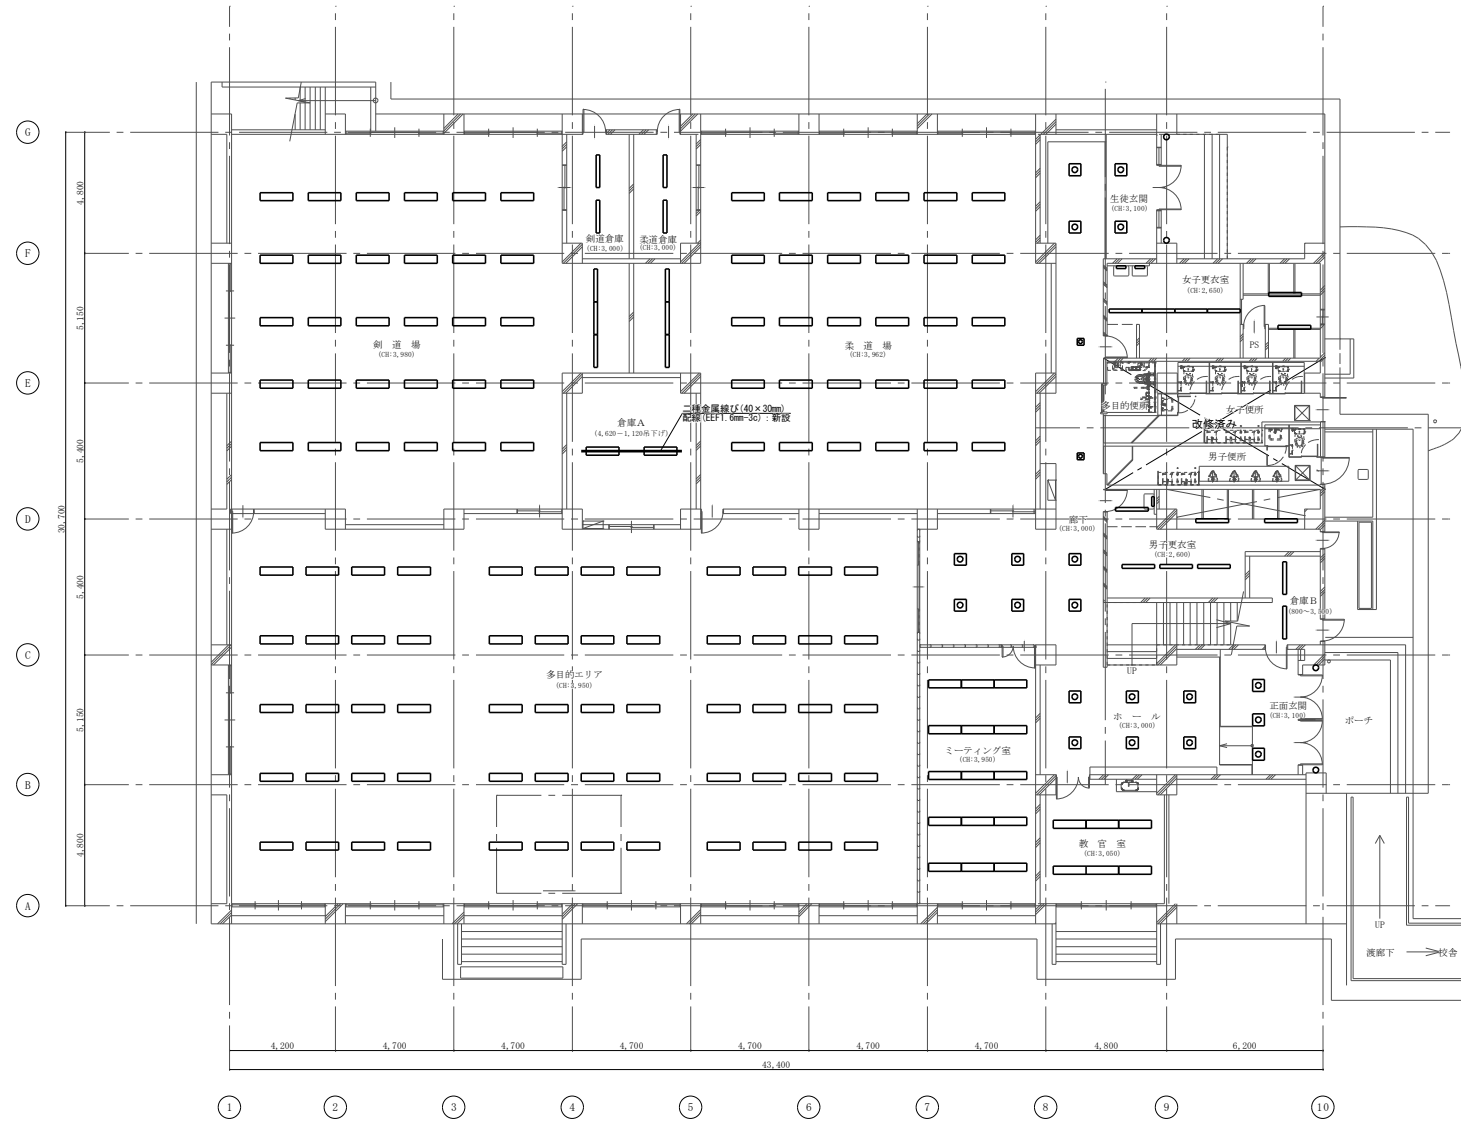 G
F
E
D
C
B
A
4,800
5,150
5,400
5,400
5,150
4,800
30,700
剣道倉庫
(CH:3,000)
柔道倉庫
(CH:3,000)
生徒玄関
(CH:3,100)
女子更衣室
(CH:2,650)
PS
剣 道 場
(CH:3,980)
柔 道 場
(CH:3,962)
倉庫A
(4,620-1,120吊下げ)
二種金属線ぴ(40×30mm)
配線(EEF1.6mm-3c):新設
多目的便所
女子便所
改修済み
男子便所
廊下
(CH:3,000)
男子更衣室
(CH:2,600)
倉庫B
(800～3,500)
UP
多目的エリア
(CH:3,950)
ホ ー ル
(CH:3,000)
正面玄関
(CH:3,100)
ポーチ
ミーティング室
(CH:3,950)
教 官 室
(CH:3,050)
UP
渡廊下
校舎
4,200
4,700
4,700
4,700
4,700
4,700
4,700
4,800
6,200
43,400
1
2
3
4
5
6
7
8
9
10